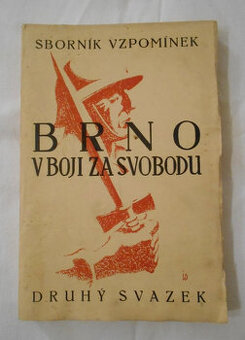 SBORNÍK VZPOMÍNEK
BRNO
V BOJI ZA SVOBODU
DRUHÝ SVAZEK